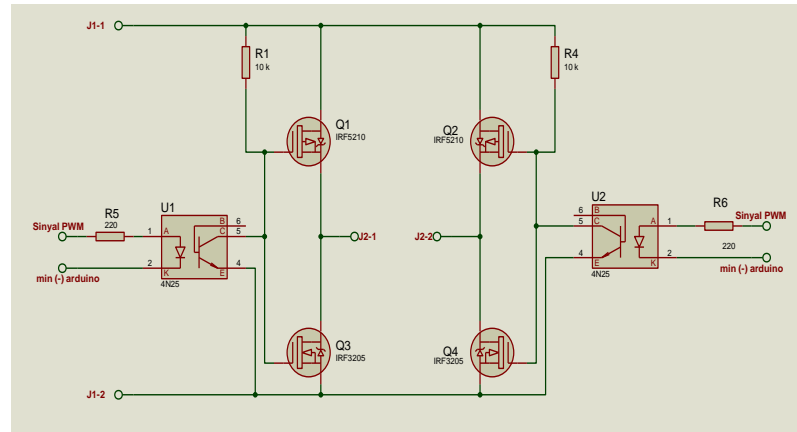 J1-1
R1
10 k
R4
10 k
Q1
IRF5210
Q2
IRF5210
U1
U2
R5
220
R6
220
Sinyal PWM
Sinyal PWM
1
A
B
6
C
5
2
K
E
4
4N25
6
B
5
C
A
1
4
E
K
2
4N25
J2-1
J2-2
min (-) arduino
min (-) arduino
Q3
IRF3205
Q4
IRF3205
J1-2